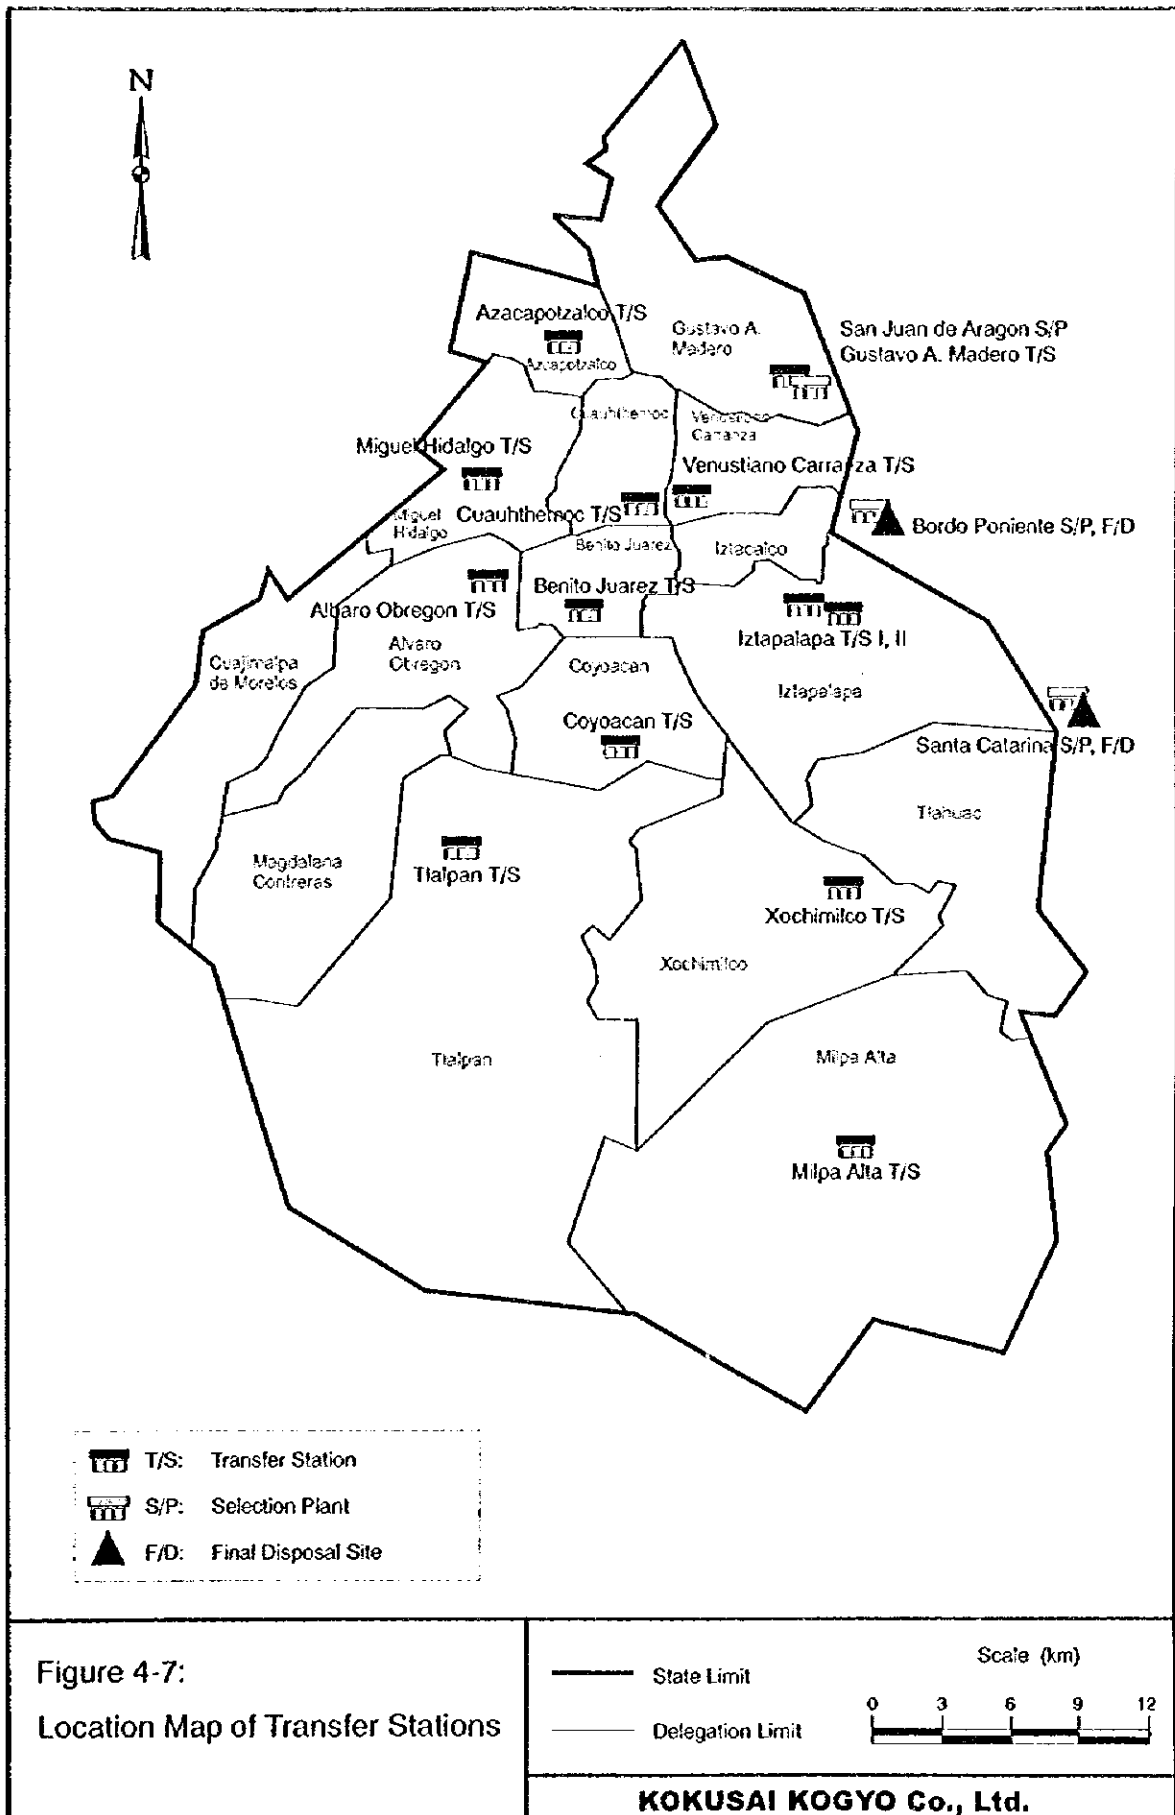 N
Azacapotzalco T/S
Azcapotzalco
Gustavo A.
Madero
San Juan de Aragon S/P
Gustavo A. Madero T/S
Cuauhthemoc
Venustiano
Carranza
Miguel Hidalgo T/S
Venustiano Carranza T/S
Miguel
Hidalgo
Cuauhthemoc T/S
Bordo Poniente S/P, F/D
Benito Juarez
Iztacalco
Benito Juarez T/S
Albaro Obregon T/S
Iztapalapa T/S I, II
Alvaro
Obregon
Cuajimalpa
de Morelos
Coyoacan
Iztapalapa
Coyoacan T/S
Santa Catarina S/P, F/D
Tlahuac
Magdalena
Contreras
Tlalpan T/S
Xochimilco T/S
Xochimilco
Tlalpan
Milpa Alta
Milpa Alta T/S
T/S: Transfer Station
S/P: Selection Plant
F/D: Final Disposal Site
Figure 4-7:
Location Map of Transfer Stations
State Limit
Delegation Limit
Scale (km)
0 3 6 9 12
KOKUSAI KOGYO Co., Ltd.